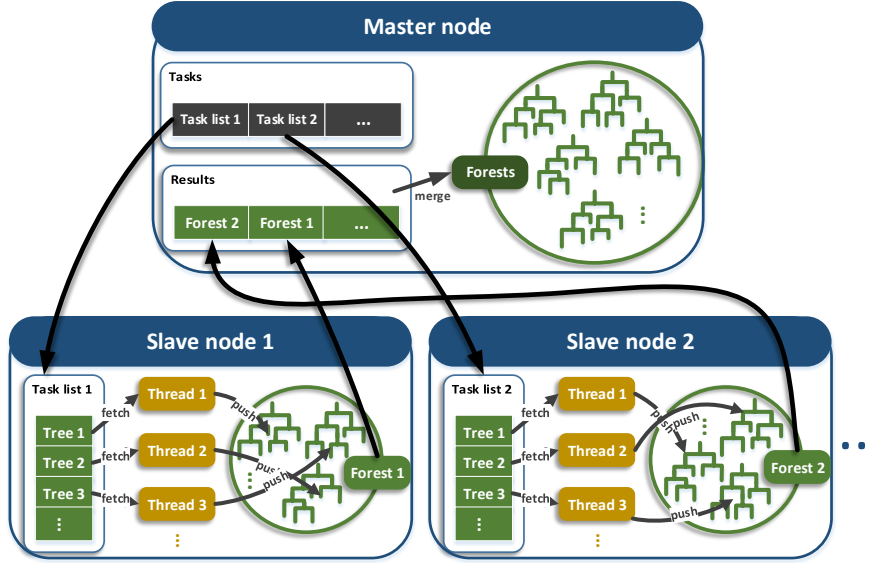 Master node
Tasks
Task list 1 Task list 2 ...
Results
Forest 2 Forest 1 ...
merge
Forests
⋮
Slave node 1
Task list 1
Tree 1
Tree 2
Tree 3
⋮
fetch
fetch
fetch
Thread 1
Thread 2
Thread 3
⋮
push
push
push
⋮
Forest 1
Slave node 2
Task list 2
Tree 1
Tree 2
Tree 3
⋮
fetch
fetch
fetch
Thread 1
Thread 2
Thread 3
⋮
push
push
push
⋮
Forest 2
...